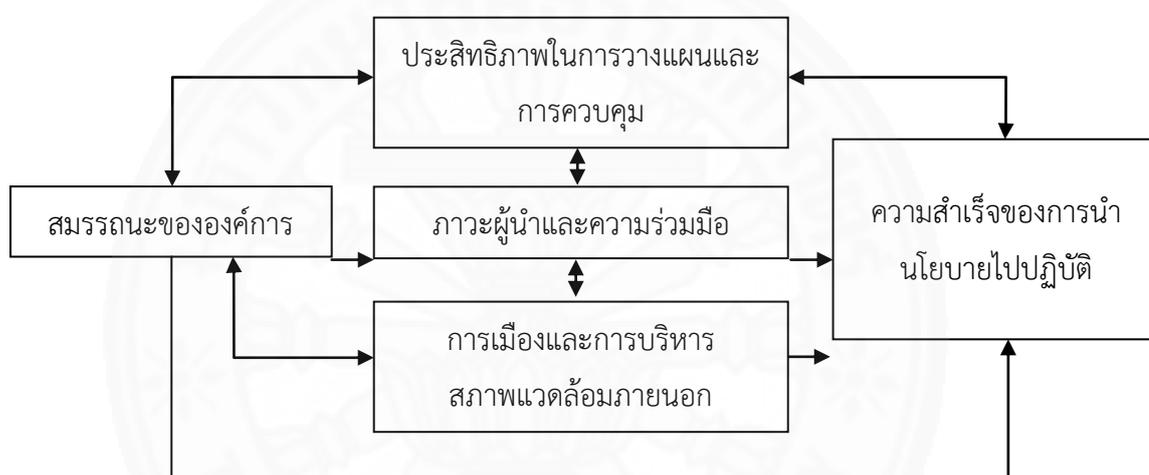 ประสิทธิภาพในการวางแผนและ
การควบคุม
สมรรถนะขององค์การ
ภาวะผู้นำและความร่วมมือ
ความสำเร็จของการนำ
นโยบายไปปฏิบัติ
การเมืองและการบริหาร
สภาพแวดล้อมภายนอก